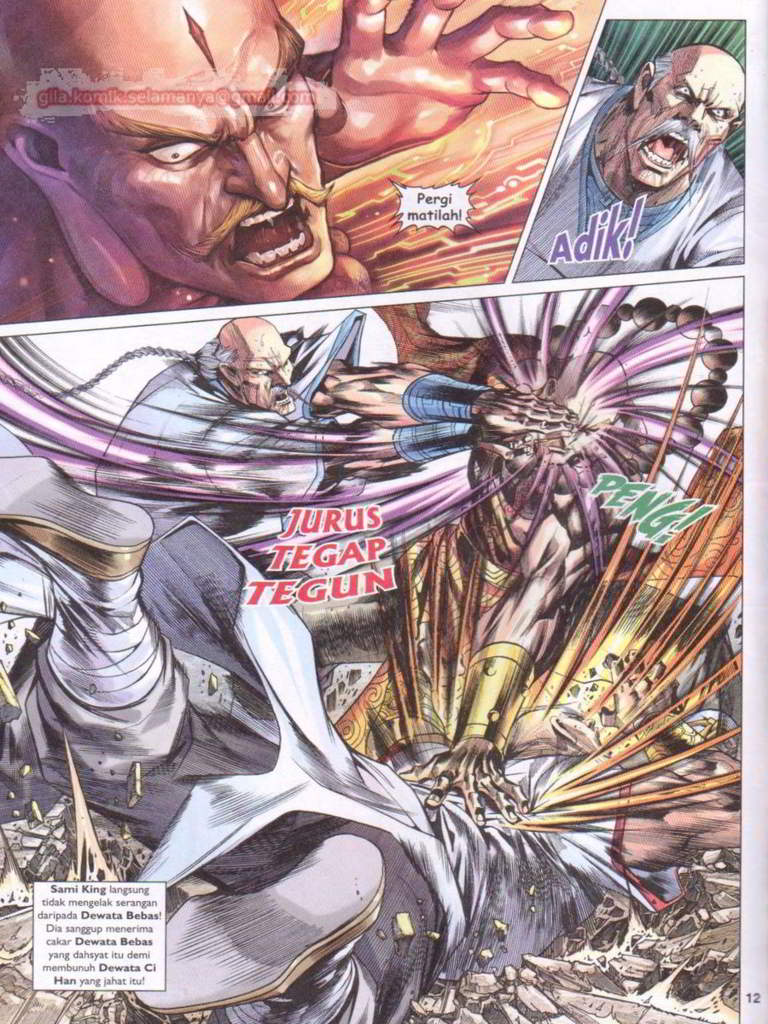 gila.komik.selamanya@gmail.com
Pergi
matilah!
Adik!
JURUS
TEGAP
TEGUN
PENG!
Sami King langsung
tidak mengelak serangan
daripada Dewata Bebas!
Dia sanggup menerima
cakar Dewata Bebas
yang dahsyat itu demi
membunuh Dewata Ci
Han yang jahat itu!
12